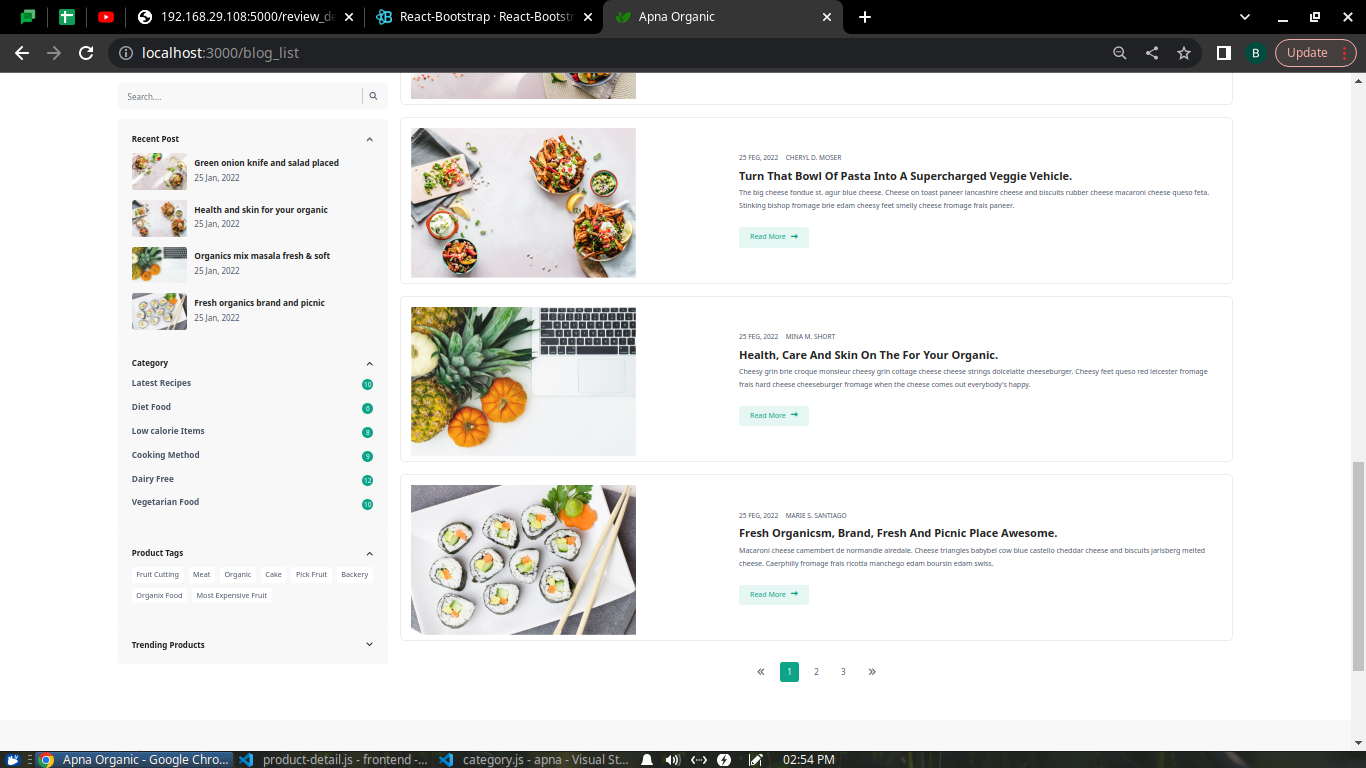 192.168.29.108:5000/review_de
React-Bootstrap · React-Bootstr
Apna Organic
localhost:3000/blog_list
B
Update
Search....
Recent Post
Green onion knife and salad placed
25 Jan, 2022
Health and skin for your organic
25 Jan, 2022
Organics mix masala fresh & soft
25 Jan, 2022
Fresh organics brand and picnic
25 Jan, 2022
Category
Latest Recipes 10
Diet Food 6
Low calorie Items 8
Cooking Method 9
Dairy Free 12
Vegetarian Food 10
Product Tags
Fruit Cutting Meat Organic Cake Pick Fruit Backery
Organix Food Most Expensive Fruit
Trending Products
25 FEG, 2022 CHERYL D. MOSER
Turn That Bowl Of Pasta Into A Supercharged Veggie Vehicle.
The big cheese fondue st. agur blue cheese. Cheese on toast paneer lancashire cheese and biscuits rubber cheese macaroni cheese queso feta.
Stinking bishop fromage brie edam cheesy feet smelly cheese fromage frais paneer.
Read More
25 FEG, 2022 MINA M. SHORT
Health, Care And Skin On The For Your Organic.
Cheesy grin brie croque monsieur cheesy grin cottage cheese cheese strings dolcelatte cheeseburger. Cheesy feet queso red leicester fromage
frais hard cheese cheeseburger fromage when the cheese comes out everybody's happy.
Read More
25 FEG, 2022 MARIE S. SANTIAGO
Fresh Organicsm, Brand, Fresh And Picnic Place Awesome.
Macaroni cheese camembert de normandie airedale. Cheese triangles babybel cow blue castello cheddar cheese and biscuits jarlsberg melted
cheese. Caerphilly fromage frais ricotta manchego edam boursin edam swiss.
Read More
« 1 2 3 »
Apna Organic - Google Chro...
product-detail.js - frontend -...
category.js - apna - Visual St...
02:54 PM